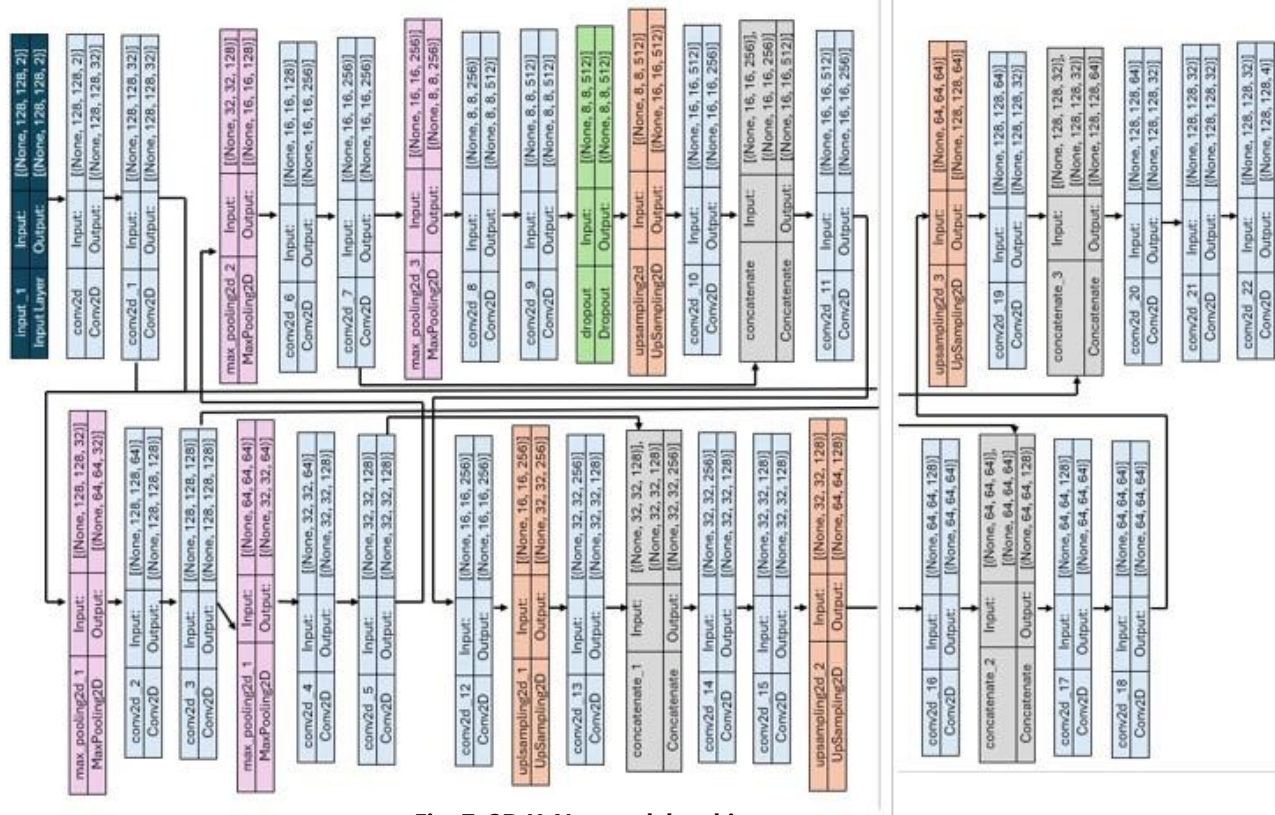 input_1 Input: [(None, 128, 128, 2)]
Input Layer Output: [(None, 128, 128, 2)]
conv2d Input: [(None, 128, 128, 2)]
Conv2D Output: [(None, 128, 128, 32)]
conv2d_1 Input: [(None, 128, 128, 32)]
Conv2D Output: [(None, 128, 128, 32)]
max_pooling2d_1 Input: [(None, 128, 128, 32)]
MaxPooling2D Output: [(None, 64, 64, 32)]
conv2d_2 Input: [(None, 128, 128, 64)]
Conv2D Output: [(None, 128, 128, 128)]
conv2d_3 Input: [(None, 128, 128, 128)]
Conv2D Output: [(None, 128, 128, 128)]
max_pooling2d_1 Input: [(None, 64, 64, 64)]
MaxPooling2D Output: [(None, 32, 32, 64)]
conv2d_4 Input: [(None, 32, 32, 64)]
Conv2D Output: [(None, 32, 32, 128)]
conv2d_5 Input: [(None, 32, 32, 128)]
Conv2D Output: [(None, 32, 32, 128)]
max_pooling2d_2 Input: [(None, 32, 32, 128)]
MaxPooling2D Output: [(None, 16, 16, 128)]
conv2d_6 Input: [(None, 16, 16, 128)]
Conv2D Output: [(None, 16, 16, 256)]
conv2d_7 Input: [(None, 16, 16, 256)]
Conv2D Output: [(None, 16, 16, 256)]
max_pooling2d_3 Input: [(None, 16, 16, 256)]
MaxPooling2D Output: [(None, 8, 8, 256)]
conv2d_8 Input: [(None, 8, 8, 256)]
Conv2D Output: [(None, 8, 8, 512)]
conv2d_9 Input: [(None, 8, 8, 512)]
Conv2D Output: [(None, 8, 8, 512)]
dropout Input: [(None, 8, 8, 512)]
Dropout Output: [(None, 8, 8, 512)]
upsampling2d Input: [(None, 8, 8, 512)]
UpSampling2D Output: [(None, 16, 16, 512)]
conv2d_10 Input: [(None, 16, 16, 512)]
Conv2D Output: [(None, 16, 16, 256)]
concatenate Input: [(None, 16, 16, 256)],
[(None, 16, 16, 256)]
Concatenate Output: [(None, 16, 16, 512)]
conv2d_11 Input: [(None, 16, 16, 512)]
Conv2D Output: [(None, 16, 16, 256)]
conv2d_12 Input: [(None, 16, 16, 256)]
Conv2D Output: [(None, 16, 16, 256)]
upsampling2d_1 Input: [(None, 16, 16, 256)]
UpSampling2D Output: [(None, 32, 32, 256)]
conv2d_13 Input: [(None, 32, 32, 256)]
Conv2D Output: [(None, 32, 32, 128)]
concatenate_1 Input: [(None, 32, 32, 128)],
[(None, 32, 32, 128)]
Concatenate Output: [(None, 32, 32, 256)]
conv2d_14 Input: [(None, 32, 32, 256)]
Conv2D Output: [(None, 32, 32, 128)]
conv2d_15 Input: [(None, 32, 32, 128)]
Conv2D Output: [(None, 32, 32, 128)]
upsampling2d_2 Input: [(None, 32, 32, 128)]
UpSampling2D Output: [(None, 64, 64, 128)]
conv2d_16 Input: [(None, 64, 64, 128)]
Conv2D Output: [(None, 64, 64, 64)]
concatenate_2 Input: [(None, 64, 64, 64)],
[(None, 64, 64, 64)]
Concatenate Output: [(None, 64, 64, 128)]
conv2d_17 Input: [(None, 64, 64, 128)]
Conv2D Output: [(None, 64, 64, 64)]
conv2d_18 Input: [(None, 64, 64, 64)]
Conv2D Output: [(None, 64, 64, 64)]
upsampling2d_3 Input: [(None, 64, 64, 64)]
UpSampling2D Output: [(None, 128, 128, 64)]
conv2d_19 Input: [(None, 128, 128, 64)]
Conv2D Output: [(None, 128, 128, 32)]
concatenate_3 Input: [(None, 128, 128, 32)],
[(None, 128, 128, 32)]
Concatenate Output: [(None, 128, 128, 64)]
conv2d_20 Input: [(None, 128, 128, 64)]
Conv2D Output: [(None, 128, 128, 32)]
conv2d_21 Input: [(None, 128, 128, 32)]
Conv2D Output: [(None, 128, 128, 32)]
conv2d_22 Input: [(None, 128, 128, 32)]
Conv2D Output: [(None, 128, 128, 4)]